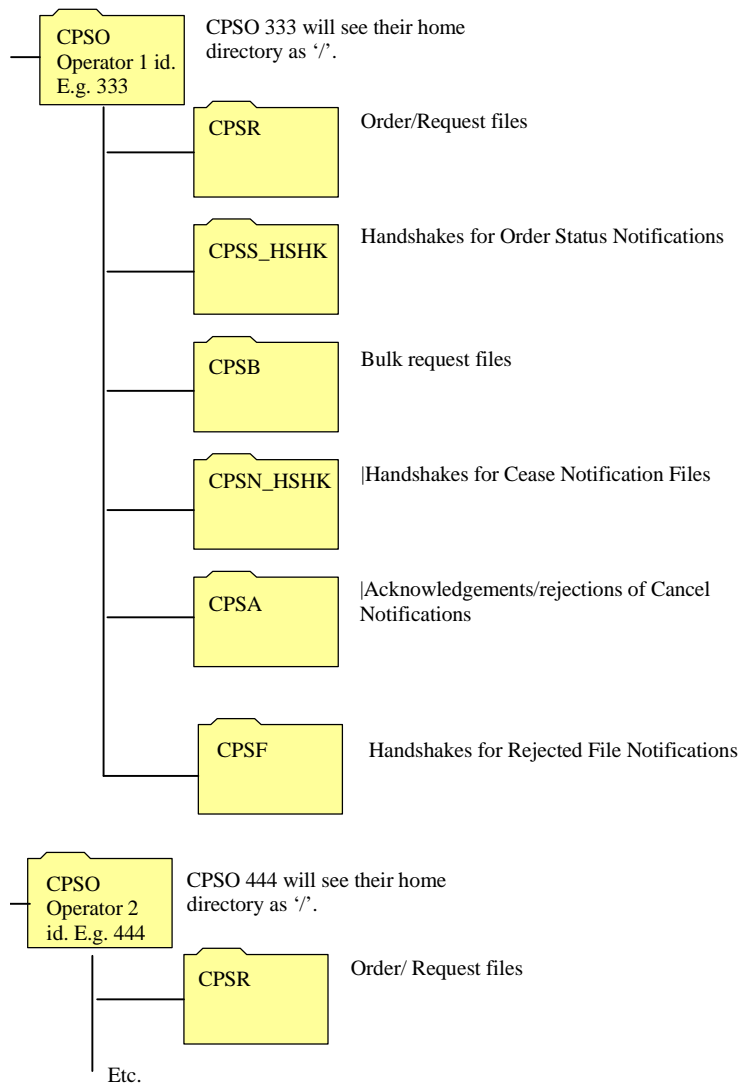 CPSO
Operator 1 id.
E.g. 333
CPSO 333 will see their home
directory as ‘/’.
CPSR
Order/Request files
CPSS_HSHK
Handshakes for Order Status Notifications
CPSB
Bulk request files
CPSN_HSHK
|Handshakes for Cease Notification Files
CPSA
|Acknowledgements/rejections of Cancel
Notifications
CPSF
Handshakes for Rejected File Notifications
CPSO
Operator 2
id. E.g. 444
CPSO 444 will see their home
directory as ‘/’.
CPSR
Order/ Request files
Etc.